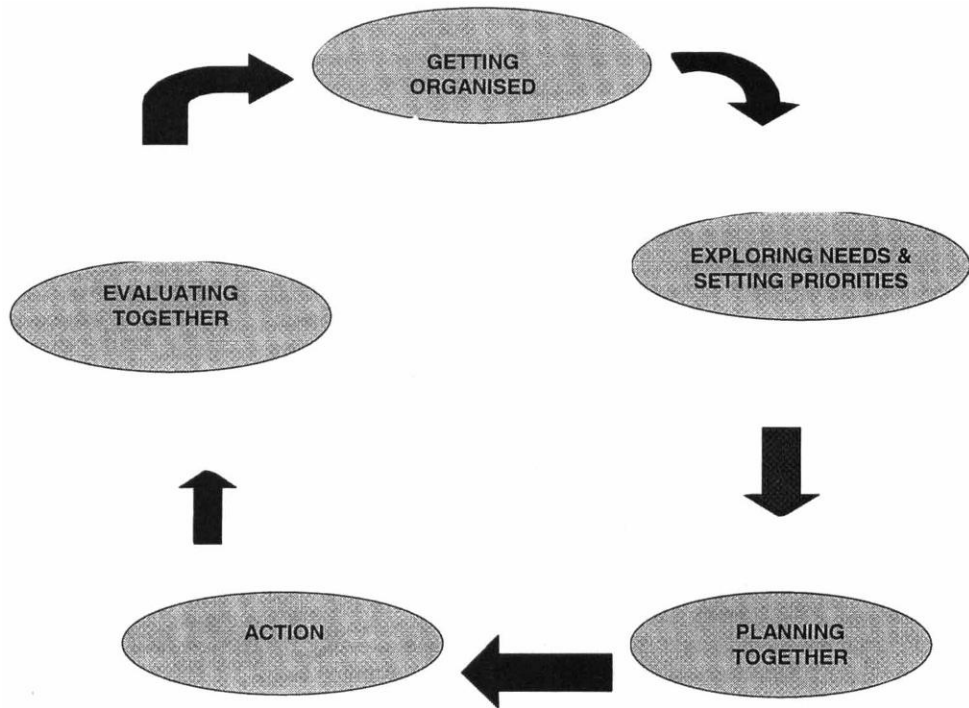 GETTING
ORGANISED
EXPLORING NEEDS &
SETTING PRIORITIES
PLANNING
TOGETHER
ACTION
EVALUATING
TOGETHER